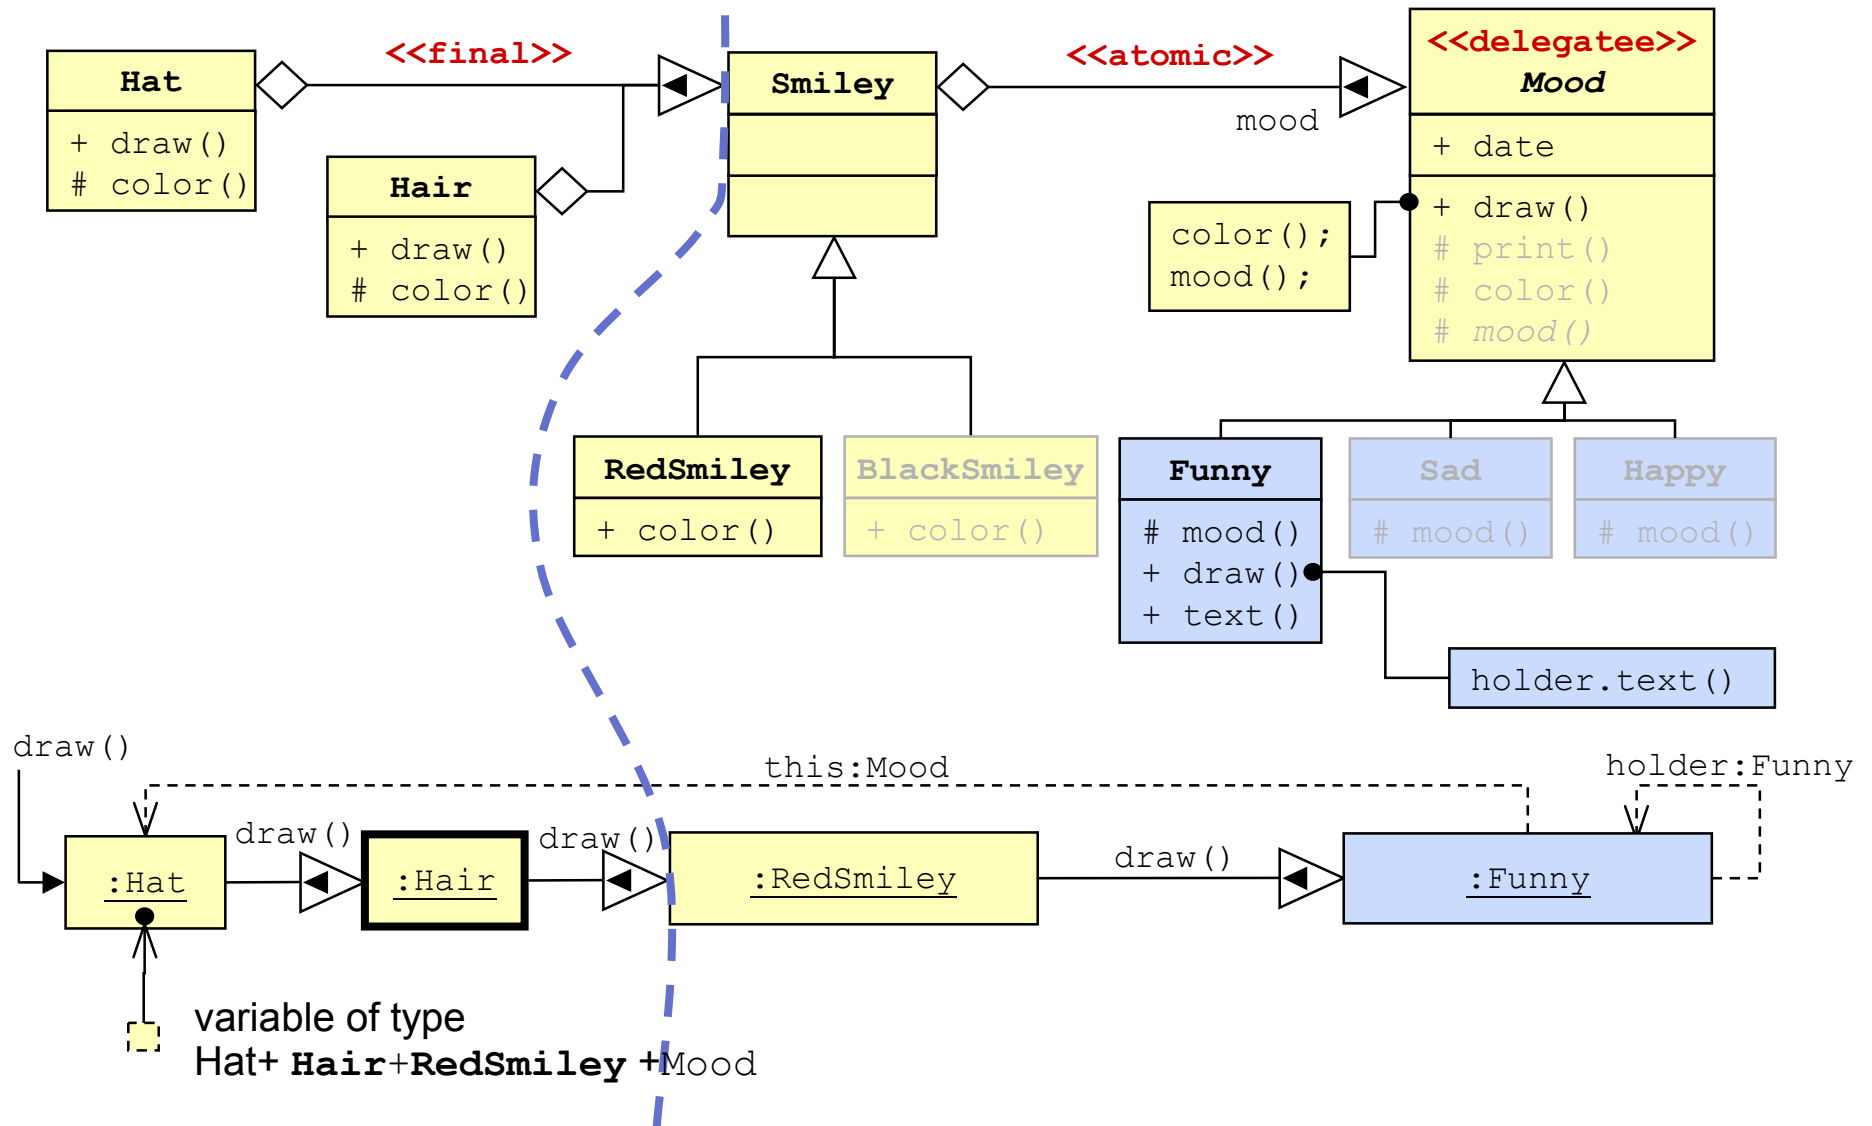 <<final>>
<<atomic>>
<<delegatee>>
Mood
Hat
+ draw()
# color()
Hair
+ draw()
# color()
Smiley
mood
+ date
+ draw()
# print()
# color()
# mood()
color();
mood();
RedSmiley
+ color()
BlackSmiley
+ color()
Funny
# mood()
+ draw()
+ text()
Sad
# mood()
Happy
# mood()
holder.text()
draw()
this:Mood
holder:Funny
draw()
draw()
draw()
:Hat
:Hair
:RedSmiley
:Funny
variable of type
Hat+ Hair+RedSmiley +Mood